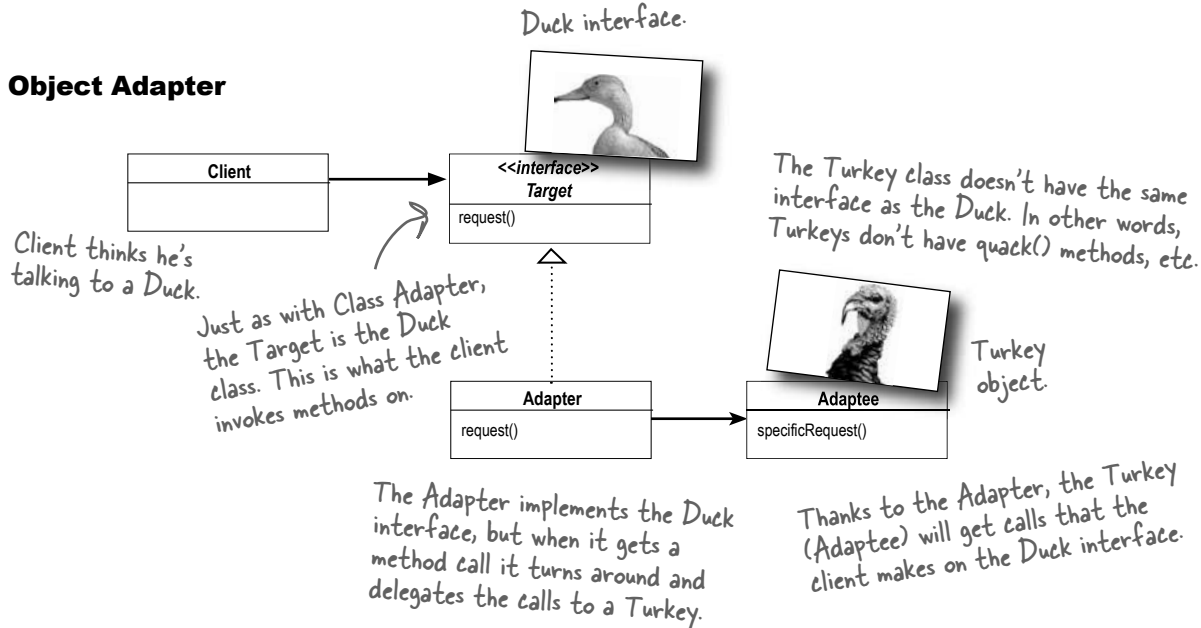 Duck interface.
Object Adapter
Client
<<interface>>
Target
request()
The Turkey class doesn't have the same
interface as the Duck. In other words,
Turkeys don't have quack() methods, etc.
Client thinks he's
talking to a Duck.
Just as with Class Adapter,
the Target is the Duck
class. This is what the client
invokes methods on.
Turkey
object.
Adapter
request()
Adaptee
specificRequest()
The Adapter implements the Duck
interface, but when it gets a
method call it turns around and
delegates the calls to a Turkey.
Thanks to the Adapter, the Turkey
(Adaptee) will get calls that the
client makes on the Duck interface.